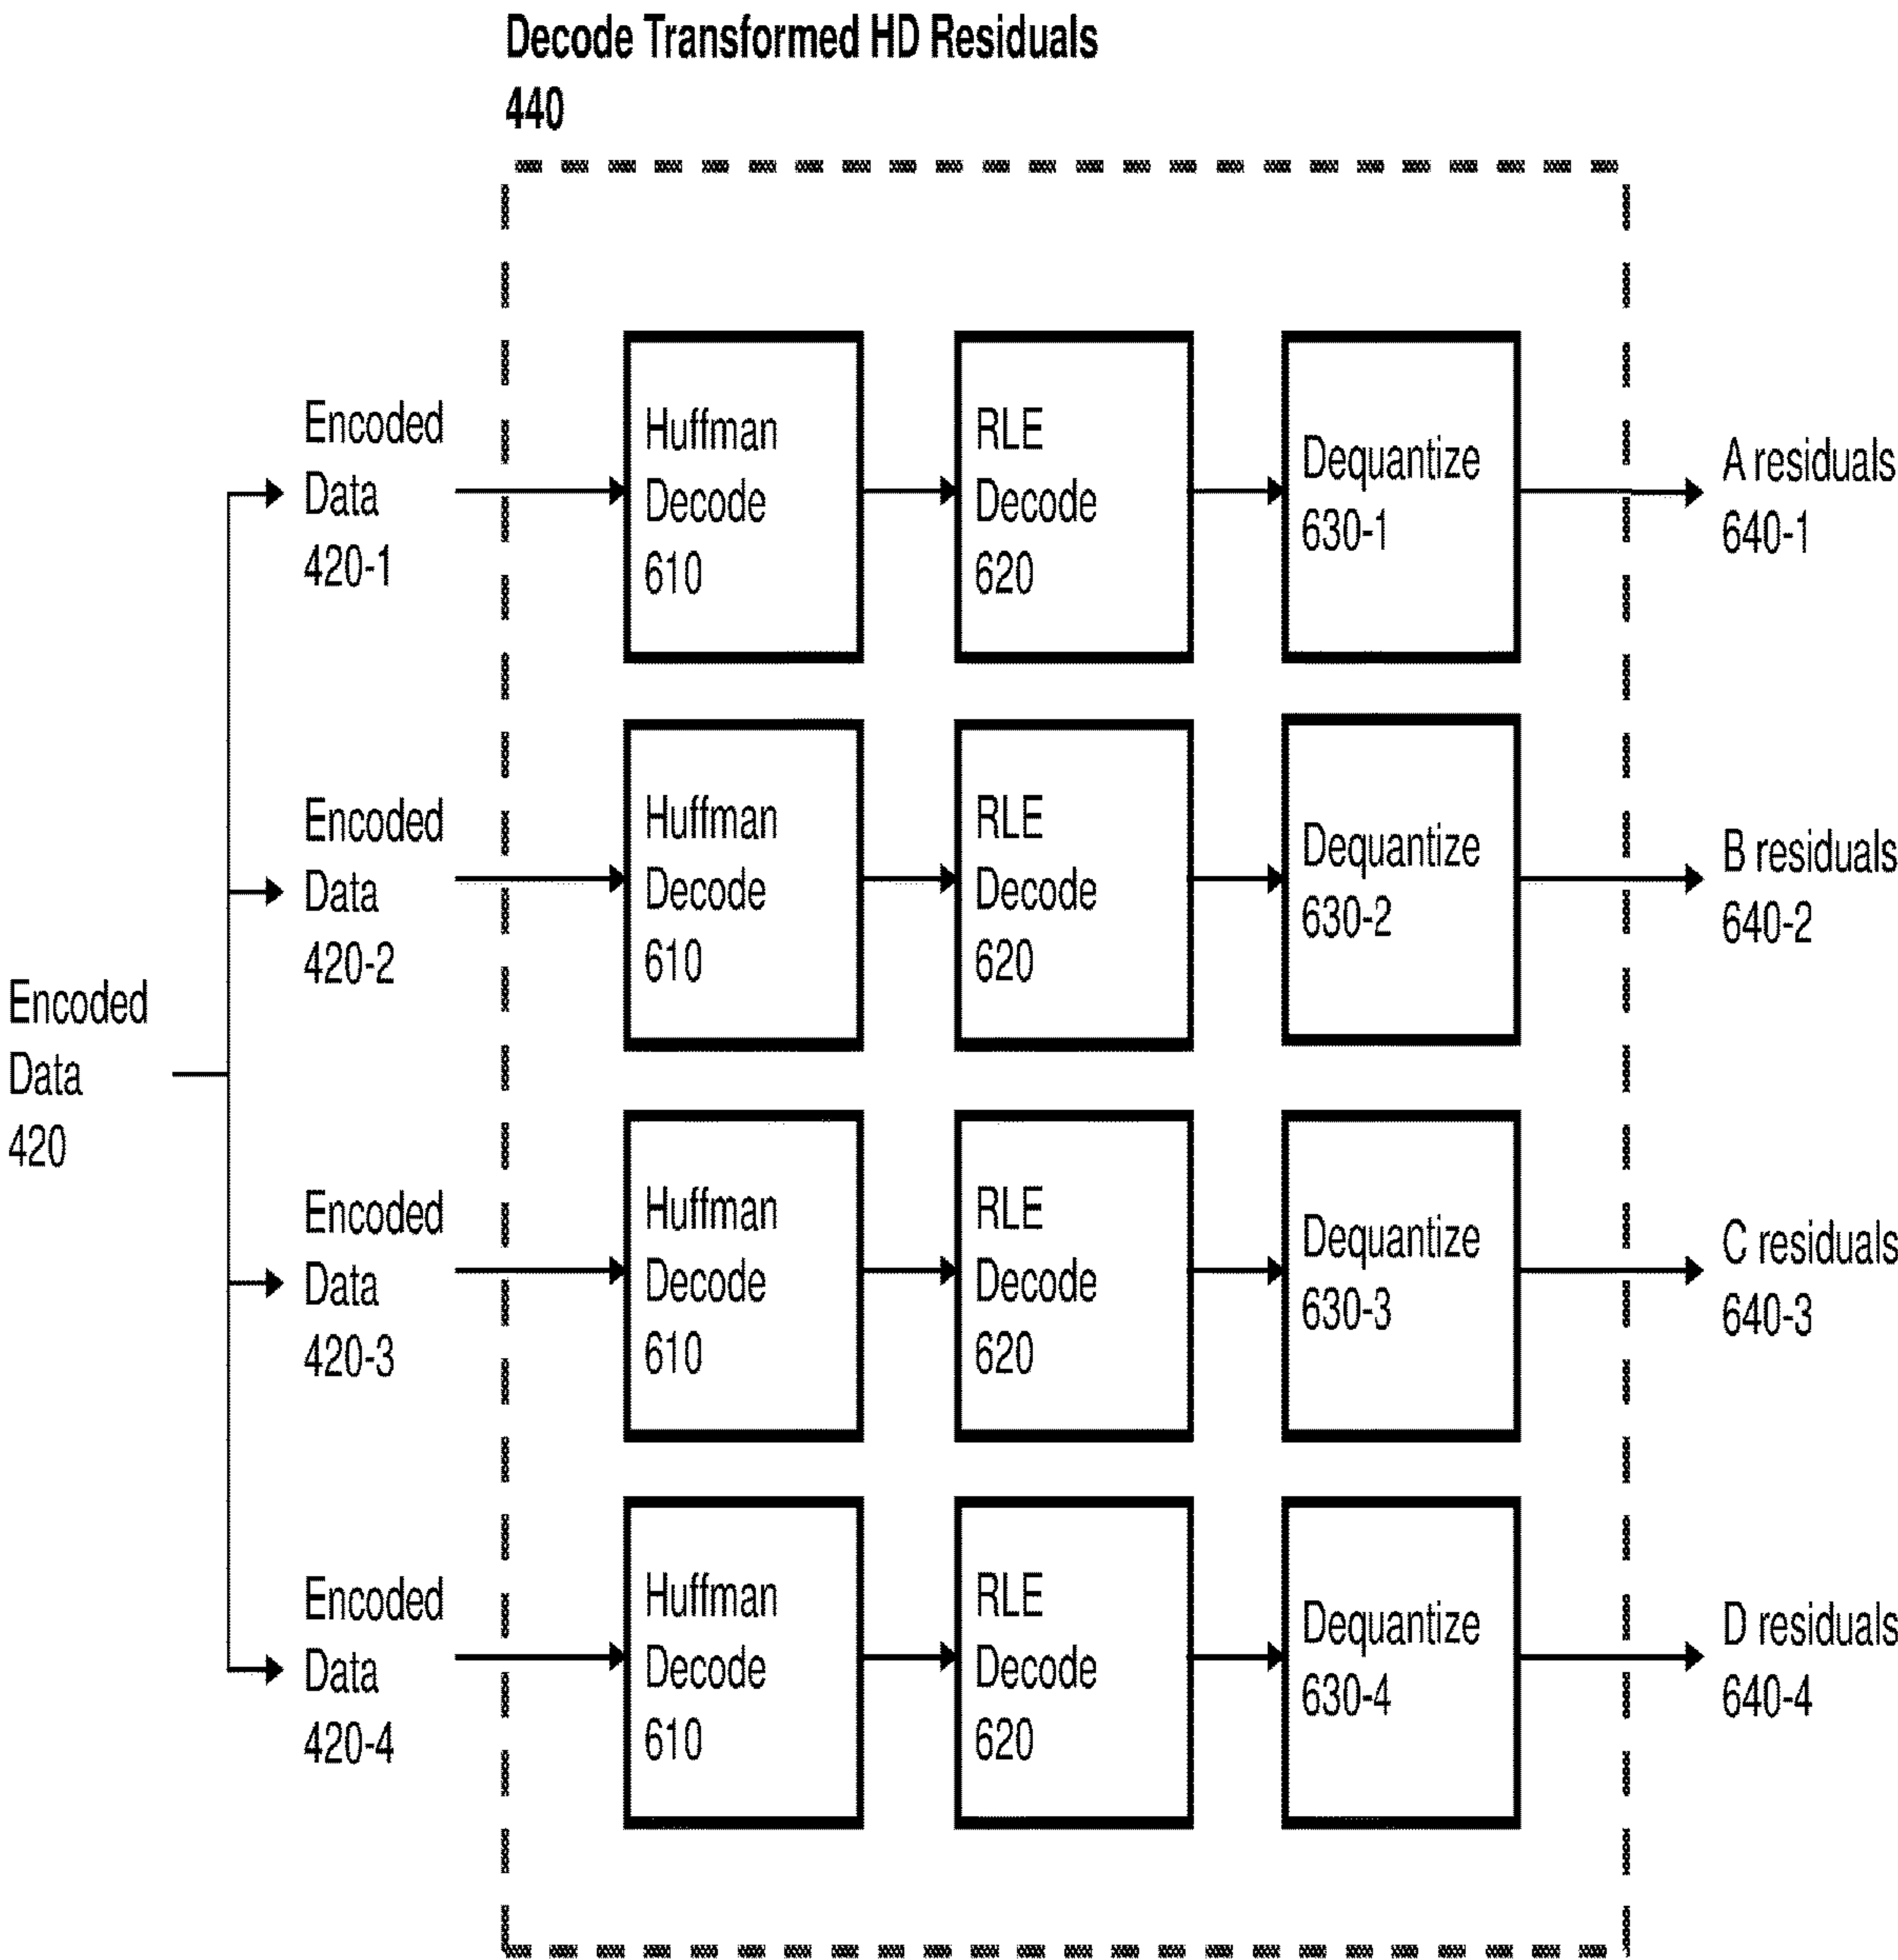 Decode Transformed HD Residuals
440
Encoded
Data
420
Encoded
Data
420-1
Huffman
Decode
610
RLE
Decode
620
Dequantize
630-1
A residuals
640-1
Encoded
Data
420-2
Huffman
Decode
610
RLE
Decode
620
Dequantize
630-2
B residuals
640-2
Encoded
Data
420-3
Huffman
Decode
610
RLE
Decode
620
Dequantize
630-3
C residuals
640-3
Encoded
Data
420-4
Huffman
Decode
610
RLE
Decode
620
Dequantize
630-4
D residuals
640-4